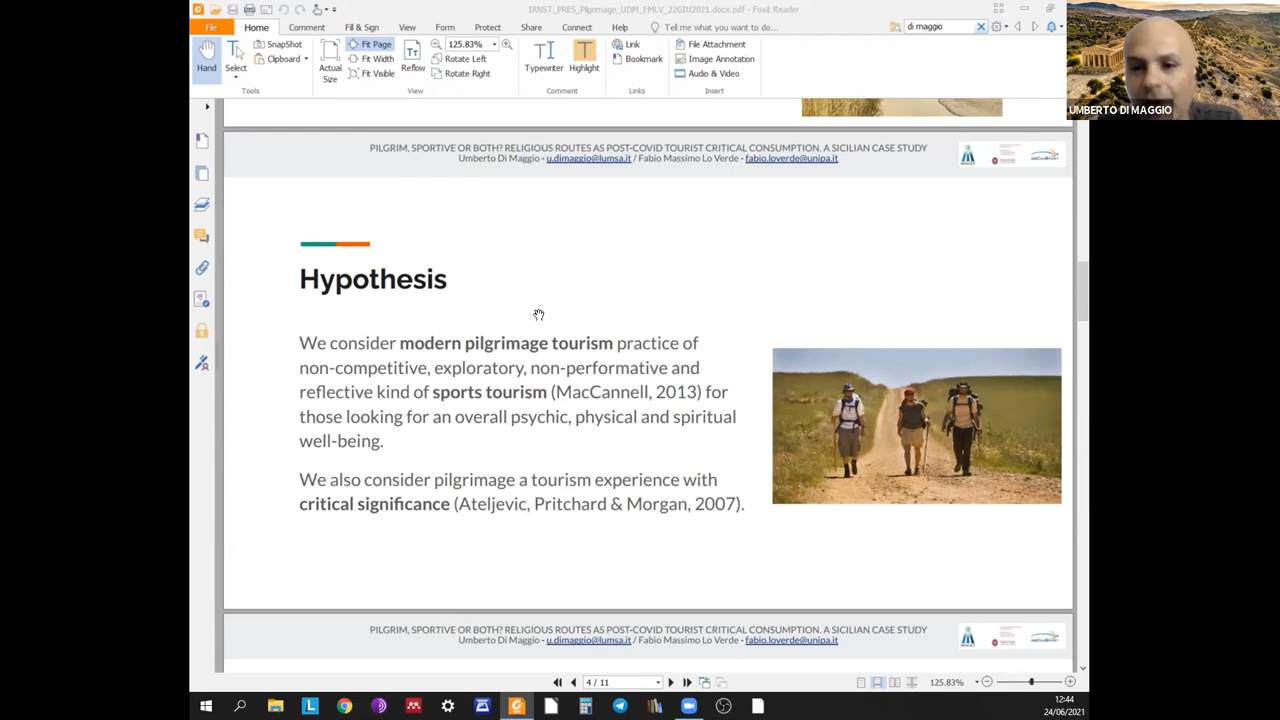 IRNST_PRES_Pilgrimage_UDM_FMLV_22GIU2021.docx.pdf - Foxit Reader
File Home Comment Fill & Sign View Form Protect Share Connect Help Tell me what you want to do... di maggio
SnapShot
Clipboard
Hand
Select
Actual
Size
Fit Page
Fit Width
Fit Visible
Reflow
125.83%
Rotate Left
Rotate Right
Typewriter
Highlight
Link
Bookmark
File Attachment
Image Annotation
Audio & Video
Tools View Comment Links Insert
UMBERTO DI MAGGIO
PILGRIM, SPORTIVE OR BOTH? RELIGIOUS ROUTES AS POST-COVID TOURIST CRITICAL CONSUMPTION. A SICILIAN CASE STUDY
Umberto Di Maggio - u.dimaggio@lumsa.it / Fabio Massimo Lo Verde - fabio.loverde@unipa.it
Hypothesis
We consider modern pilgrimage tourism practice of
non-competitive, exploratory, non-performative and
reflective kind of sports tourism (MacCannell, 2013) for
those looking for an overall psychic, physical and spiritual
well-being.
We also consider pilgrimage a tourism experience with
critical significance (Ateljevic, Pritchard & Morgan, 2007).
PILGRIM, SPORTIVE OR BOTH? RELIGIOUS ROUTES AS POST-COVID TOURIST CRITICAL CONSUMPTION. A SICILIAN CASE STUDY
Umberto Di Maggio - u.dimaggio@lumsa.it / Fabio Massimo Lo Verde - fabio.loverde@unipa.it
4 / 11
125.83%
12:44
24/06/2021